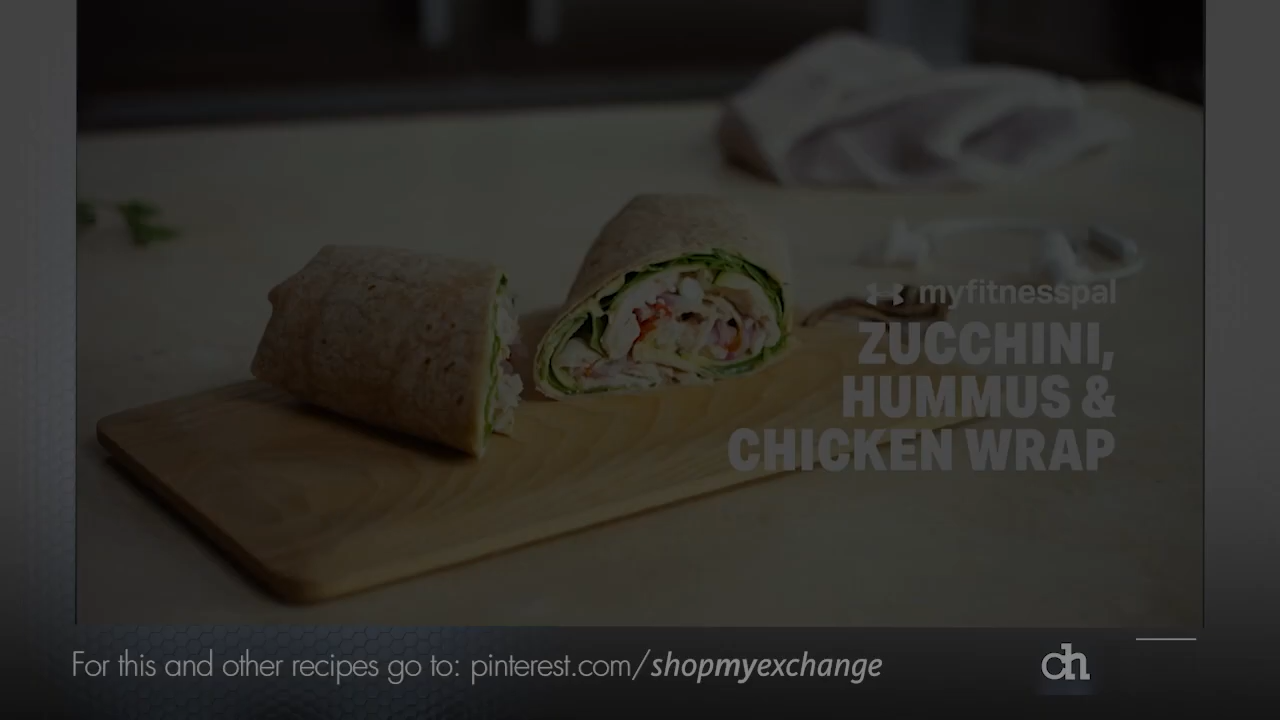 myfitnesspal
ZUCCHINI,
HUMMUS &
CHICKEN WRAP
For this and other recipes go to: pinterest.com/shopmyexchange
ch